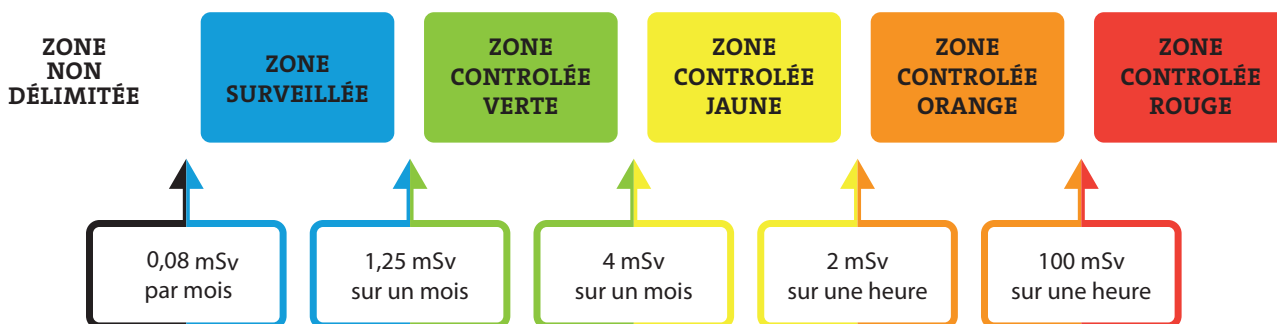 ZONE
NON
DÉLIMITÉE
ZONE
SURVEILLÉE
ZONE
CONTROLÉE
VERTE
ZONE
CONTROLÉE
JAUNE
ZONE
CONTROLÉE
ORANGE
ZONE
CONTROLÉE
ROUGE
0,08 mSv
par mois
1,25 mSv
sur un mois
4 mSv
sur un mois
2 mSv
sur une heure
100 mSv
sur une heure